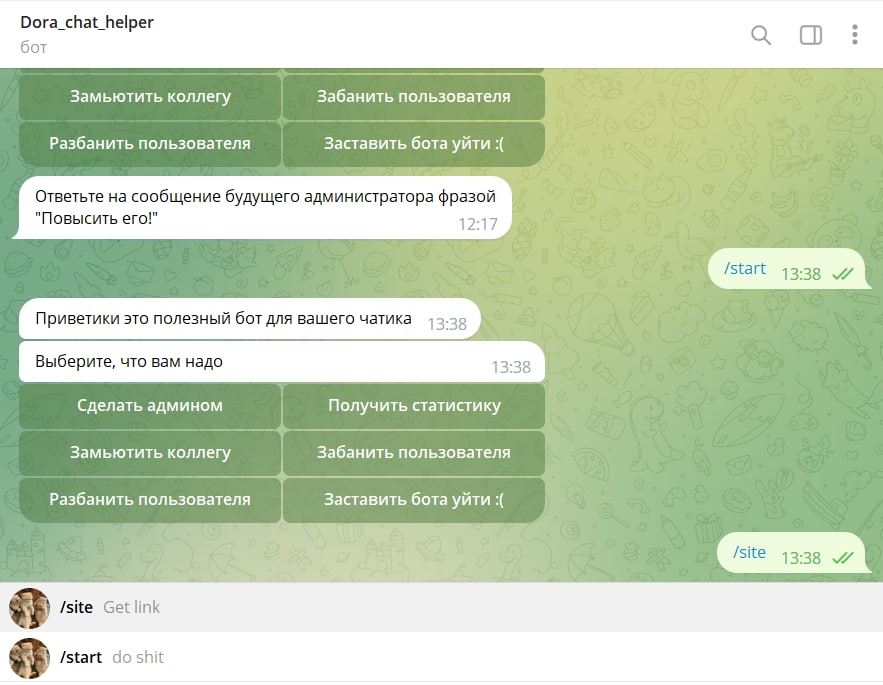 Dora_chat_helper
бот
Замьютить коллегу Забанить пользователя
Разбанить пользователя Заставить бота уйти :(
Ответьте на сообщение будущего администратора фразой
"Повысить его!" 12:17
/start 13:38
Приветики это полезный бот для вашего чатика 13:38
Выберите, что вам надо 13:38
Сделать админом Получить статистику
Замьютить коллегу Забанить пользователя
Разбанить пользователя Заставить бота уйти :(
/site 13:38
/site Get link
/start do shit